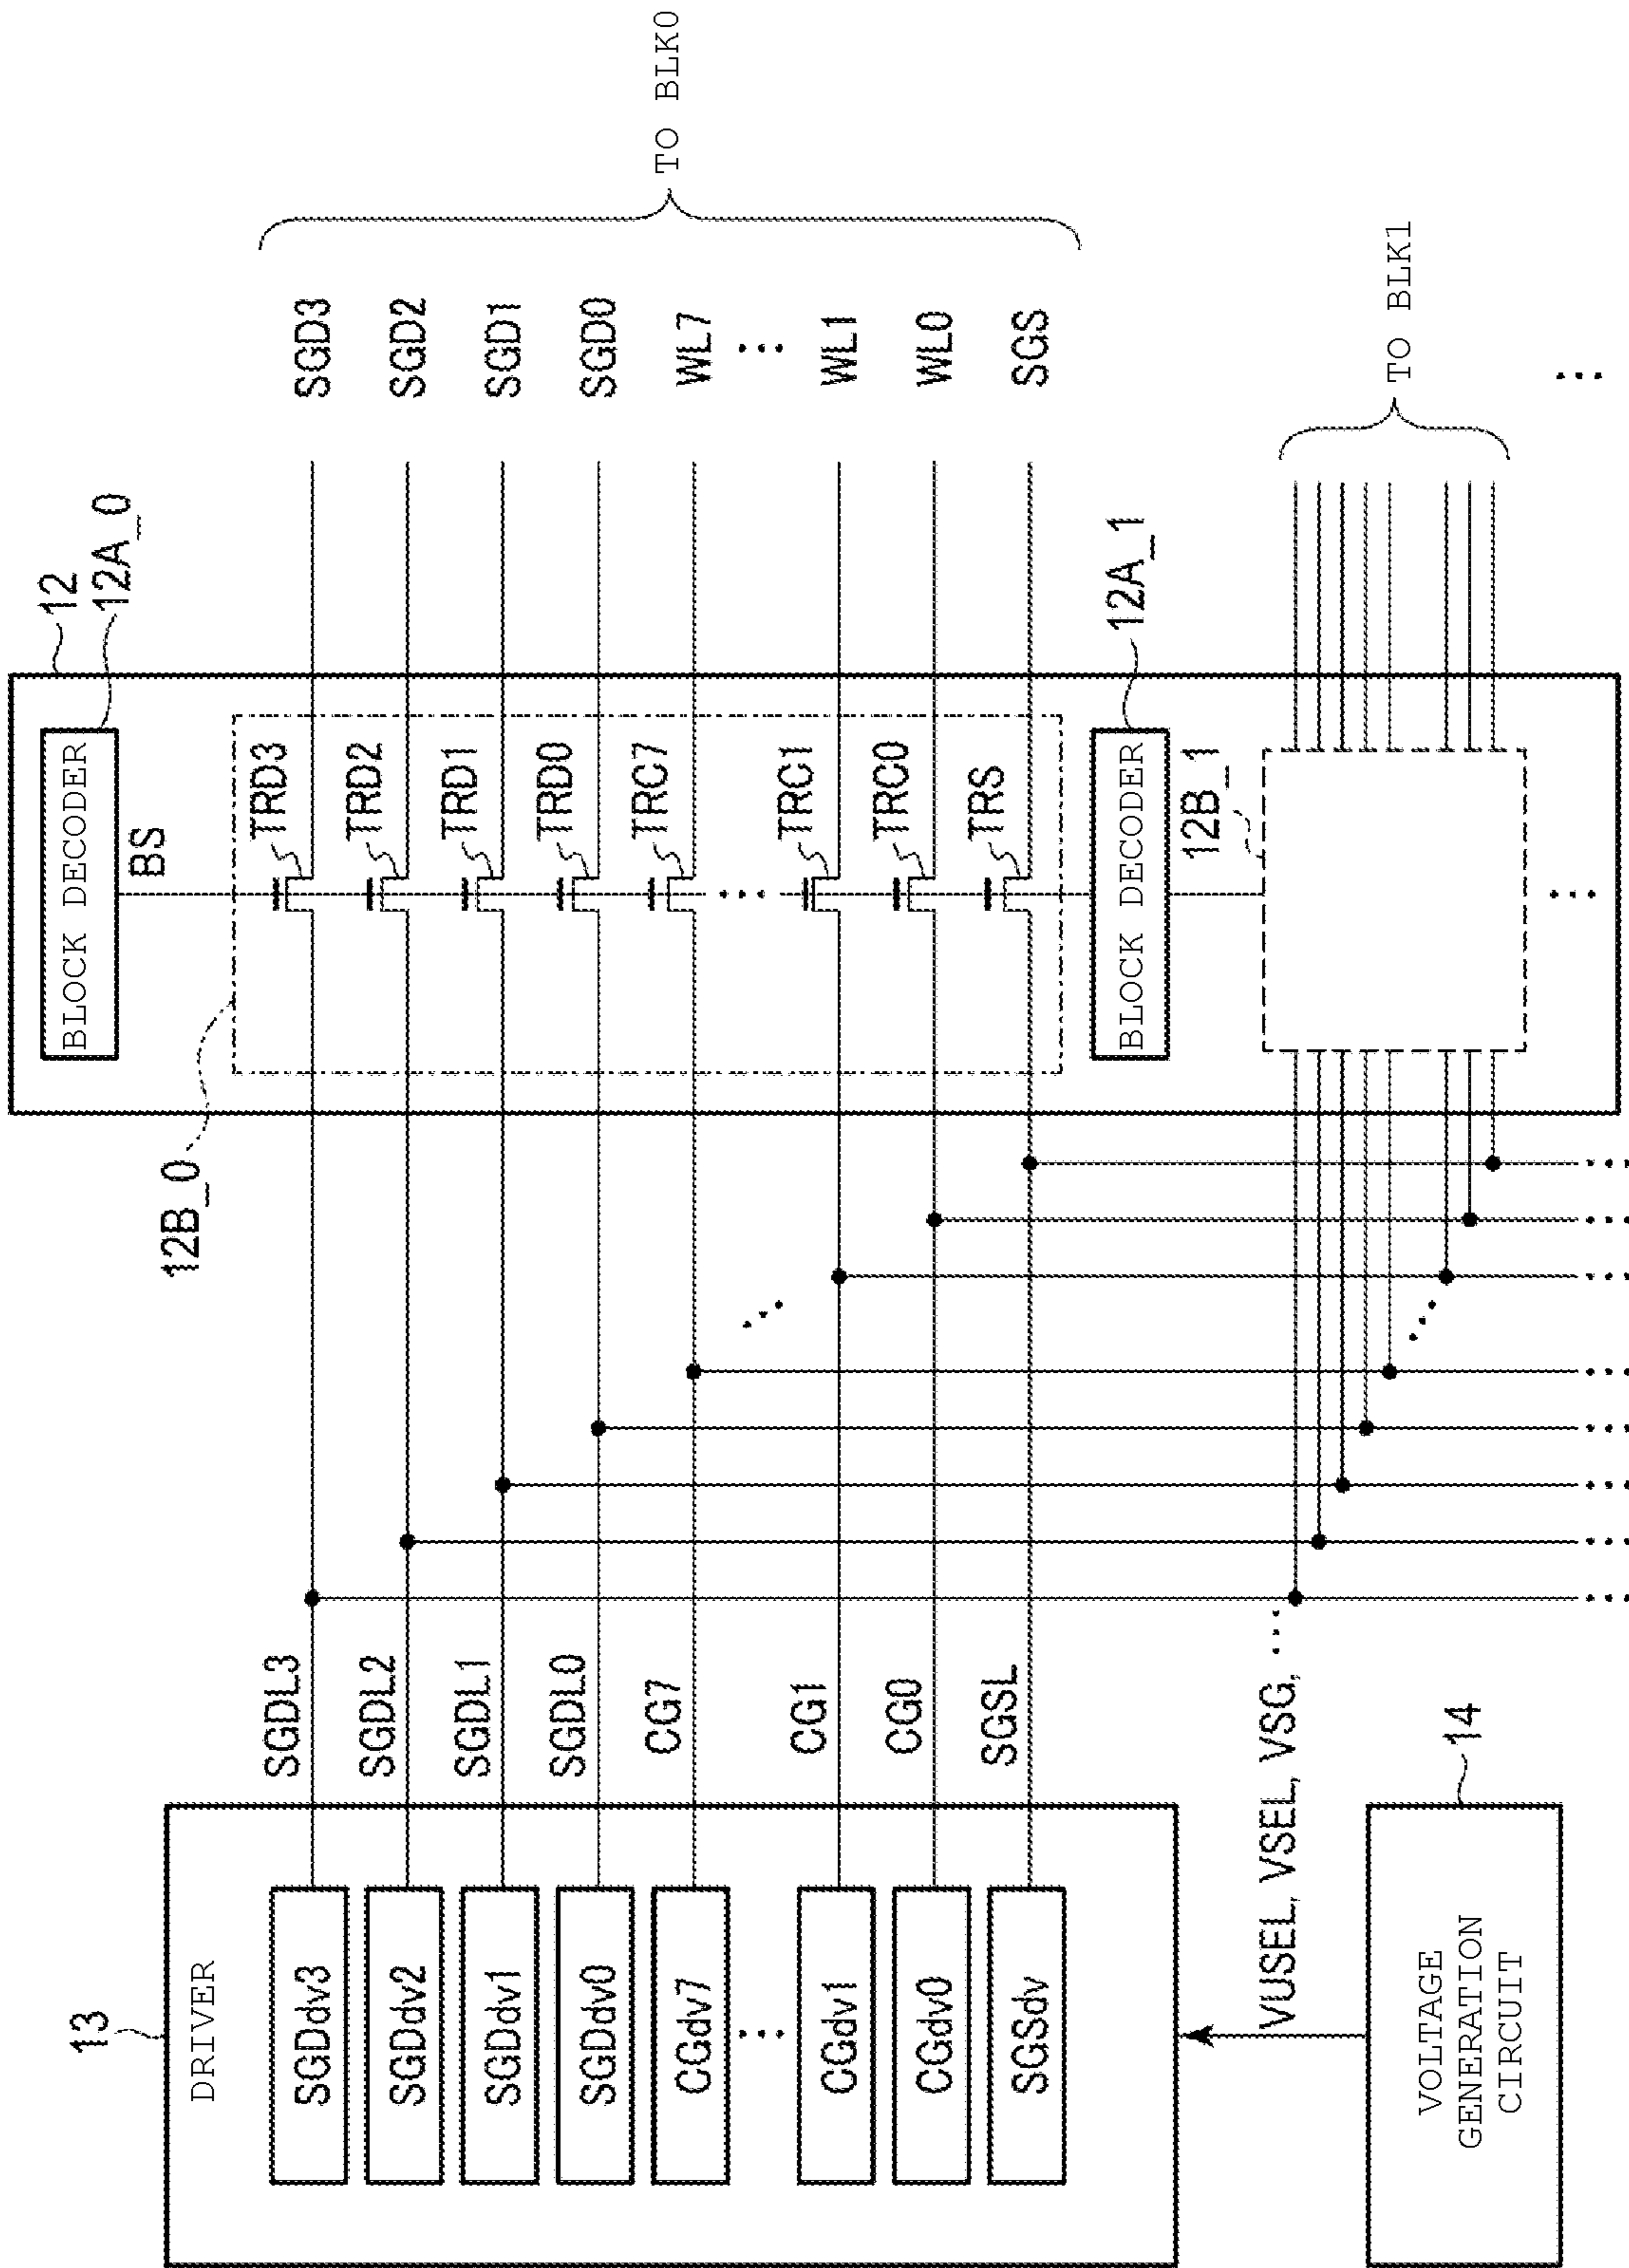 13
DRIVER
SGDdv3
SGDdv2
SGDdv1
SGDdv0
CGdv7
⋮
CGdv1
CGdv0
SGSdv
SGDL3
SGDL2
SGDL1
SGDL0
CG7
CG1
CG0
SGSL
VOLTAGE
GENERATION
CIRCUIT
14
VUSEL, VSEL, VSG, ...
12
12A_0
BLOCK DECODER
BS
12B_0
TRD3
TRD2
TRD1
TRD0
TRC7
...
TRC1
TRC0
TRS
12A_1
BLOCK DECODER
12B_1
SGD3
SGD2
SGD1
SGD0
WL7
⋮
WL1
WL0
SGS
TO BLK0
TO BLK1